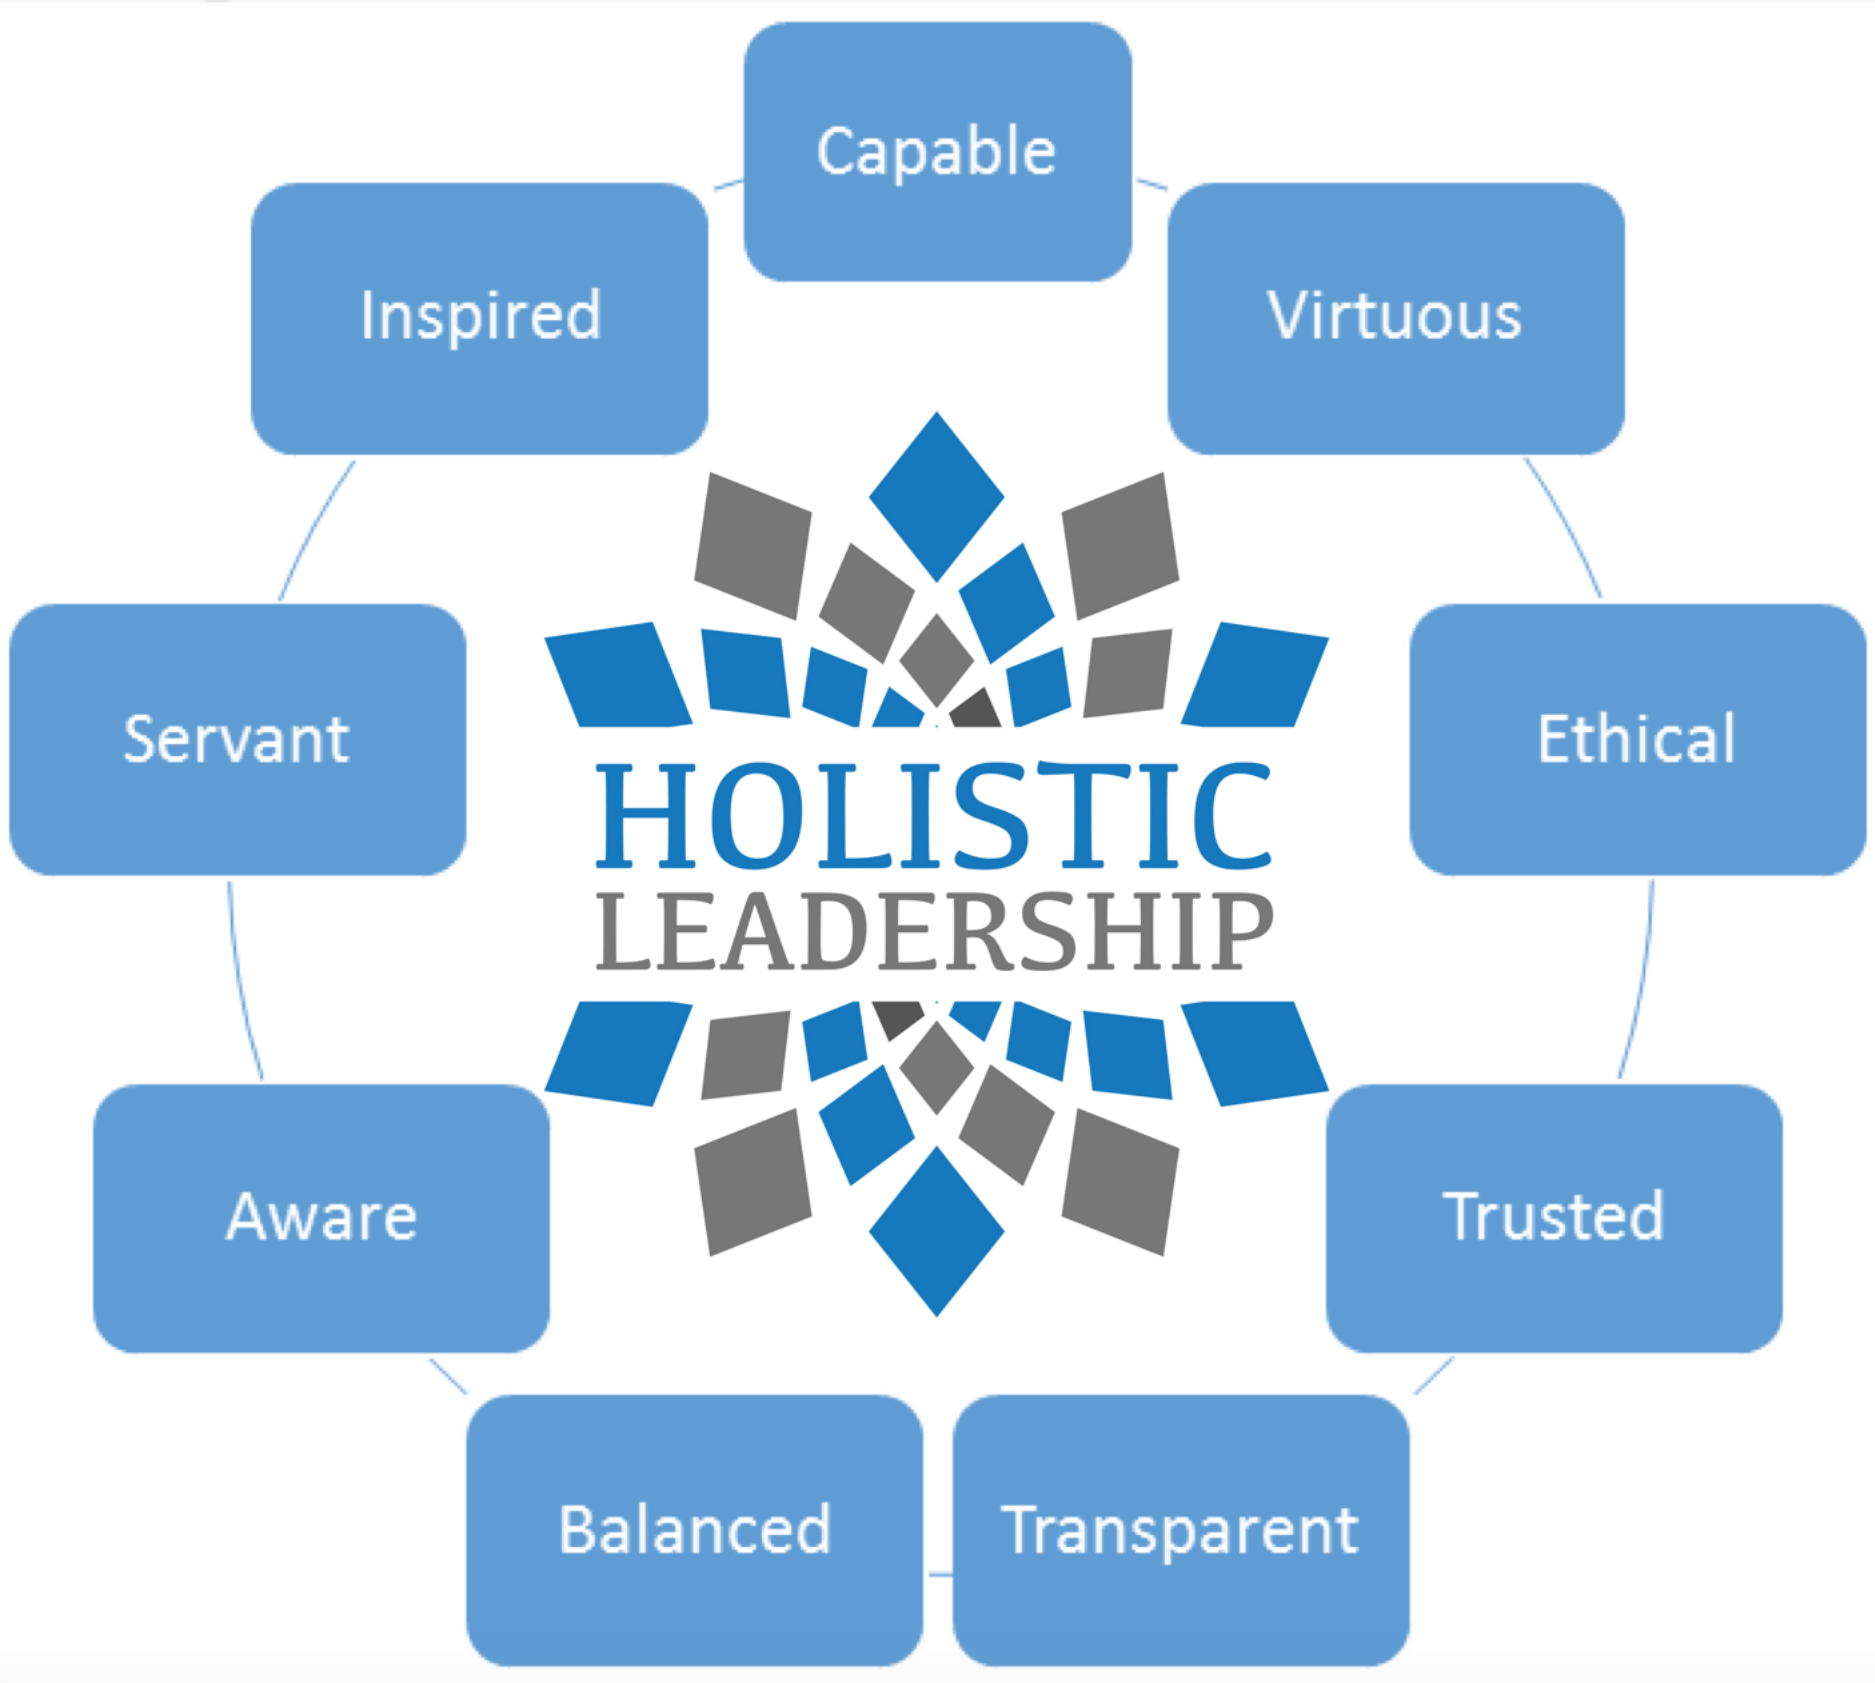 Capable
Inspired
Virtuous
Servant
Ethical
HOLISTIC
LEADERSHIP
Aware
Trusted
Balanced
Transparent